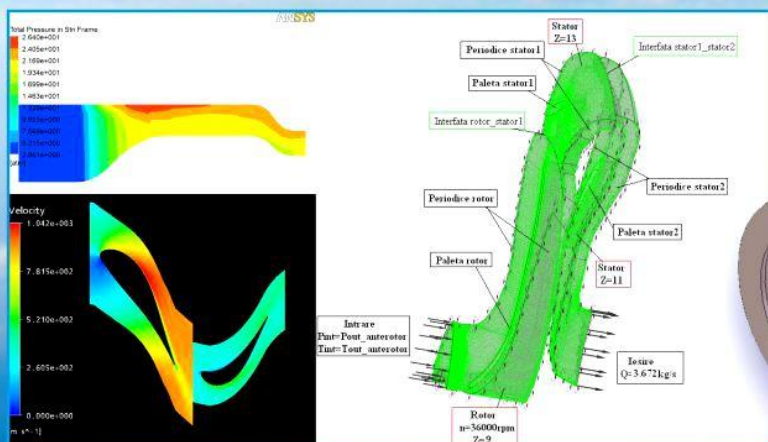 ANSYS
Total Pressure in Stn Frame
2.640e+001
2.405e+001
2.169e+001
1.934e+001
1.699e+001
1.463e+001
Velocity
1.042e+003
7.815e+002
5.210e+002
2.605e+002
0.000e+000
Stator
Z=13
Periodice stator1
Interfata stator1_stator2
Paleta stator1
Interfata rotor_stator1
Periodice stator2
Periodice rotor
Paleta stator2
Paleta rotor
Stator
Z=11
Intrare
Pint=Pout_anterotor
Tint=Tout_anterotor
Iesire
Q=3.672kg/s
Rotor
n=36000rpm
Z=9